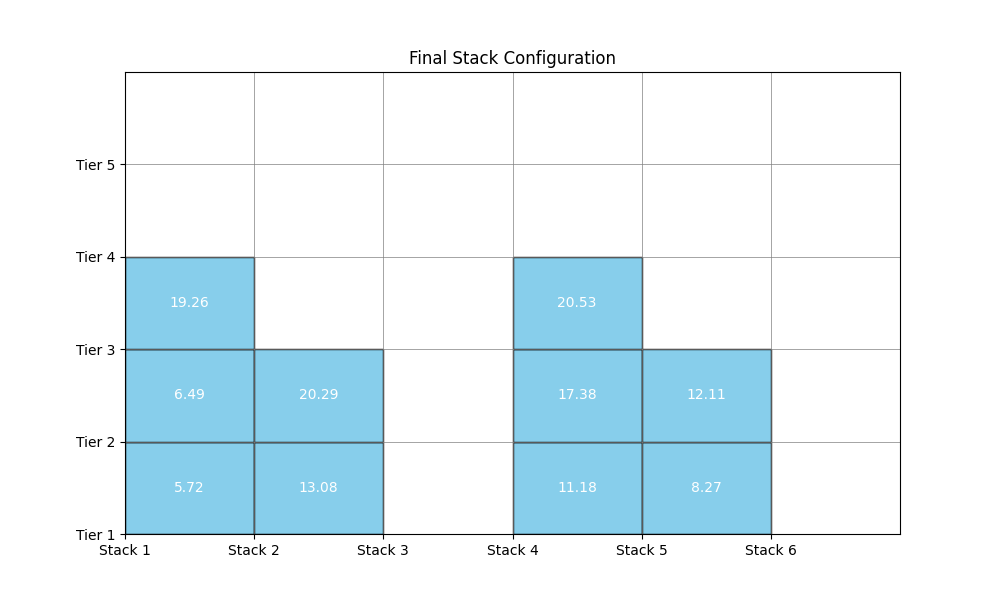 Final Stack Configuration
Tier 5
Tier 4
19.26
20.53
Tier 3
6.49
20.29
17.38
12.11
Tier 2
5.72
13.08
11.18
8.27
Tier 1
Stack 1
Stack 2
Stack 3
Stack 4
Stack 5
Stack 6